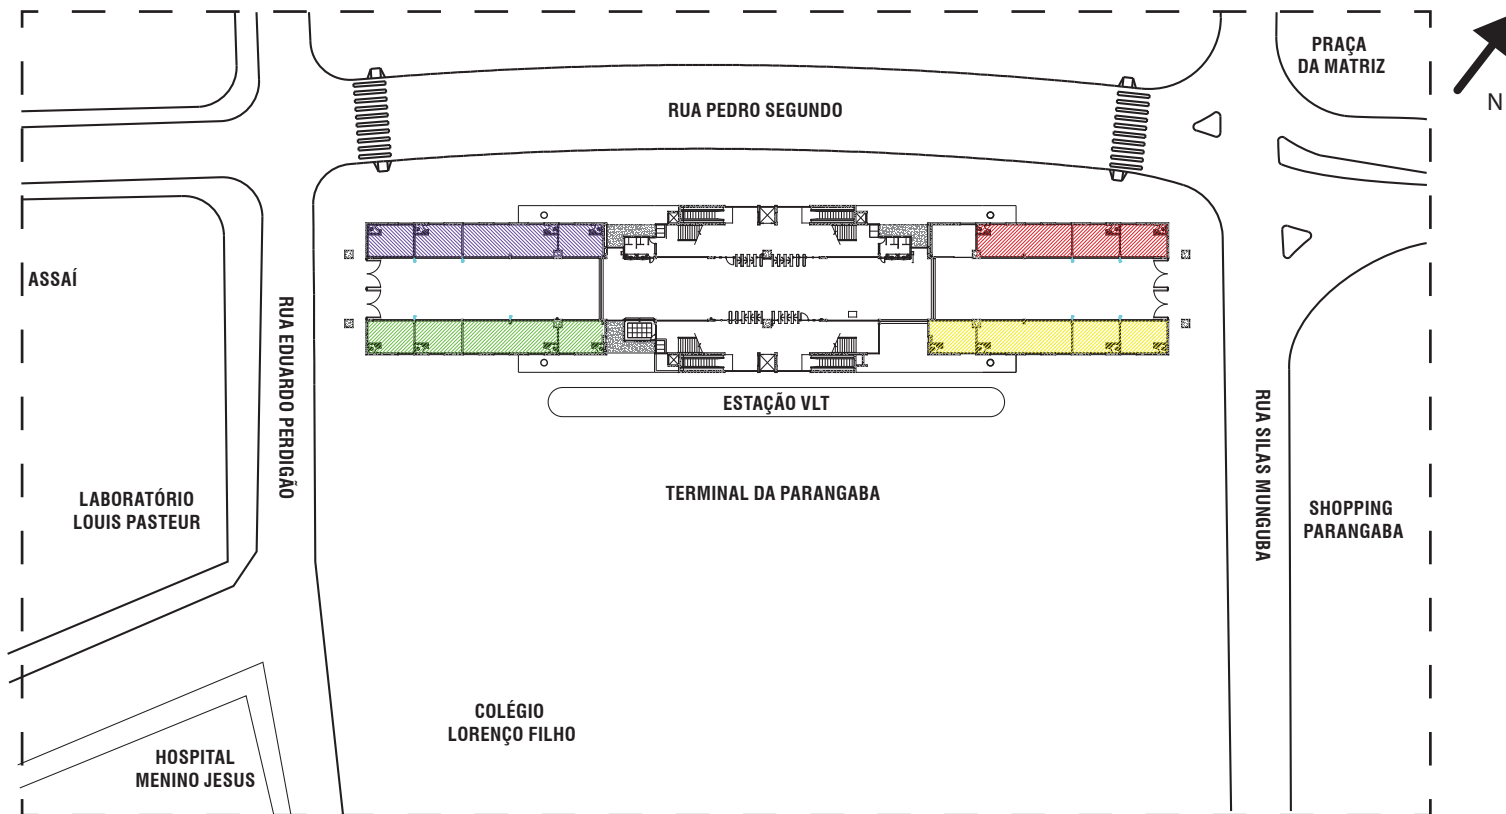 PRAÇA
DA MATRIZ
N
RUA PEDRO SEGUNDO
ASSAÍ
RUA EDUARDO PERDIGÃO
ESTAÇÃO VLT
RUA SILAS MUNGUBA
LABORATÓRIO
LOUIS PASTEUR
TERMINAL DA PARANGABA
SHOPPING
PARANGABA
COLÉGIO
LORENÇO FILHO
HOSPITAL
MENINO JESUS